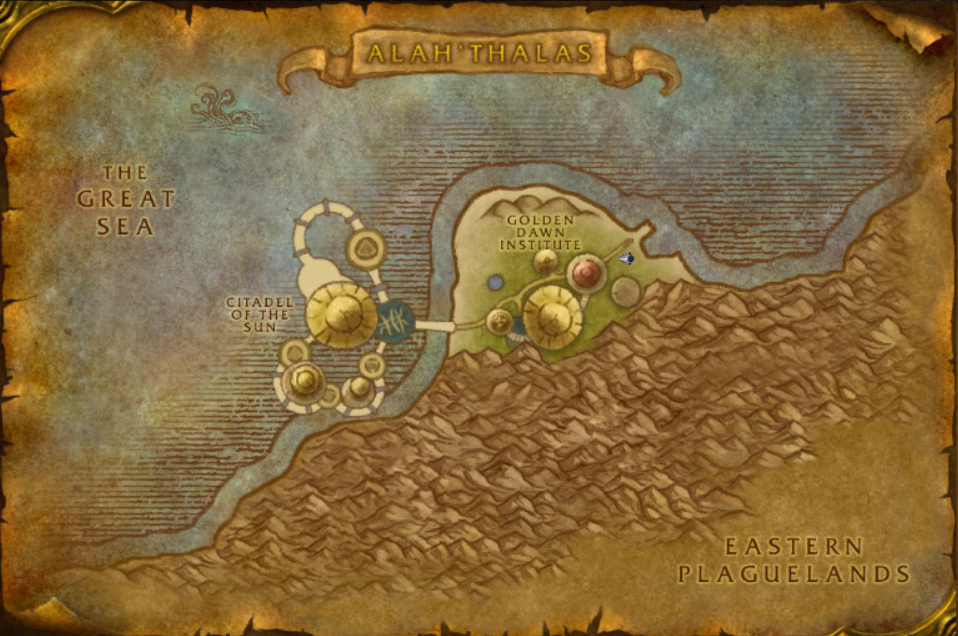 ALAH'THALAS
THE
GREAT
SEA
GOLDEN
DAWN
INSTITUTE
CITADEL
OF THE
SUN
EASTERN
PLAGUELANDS